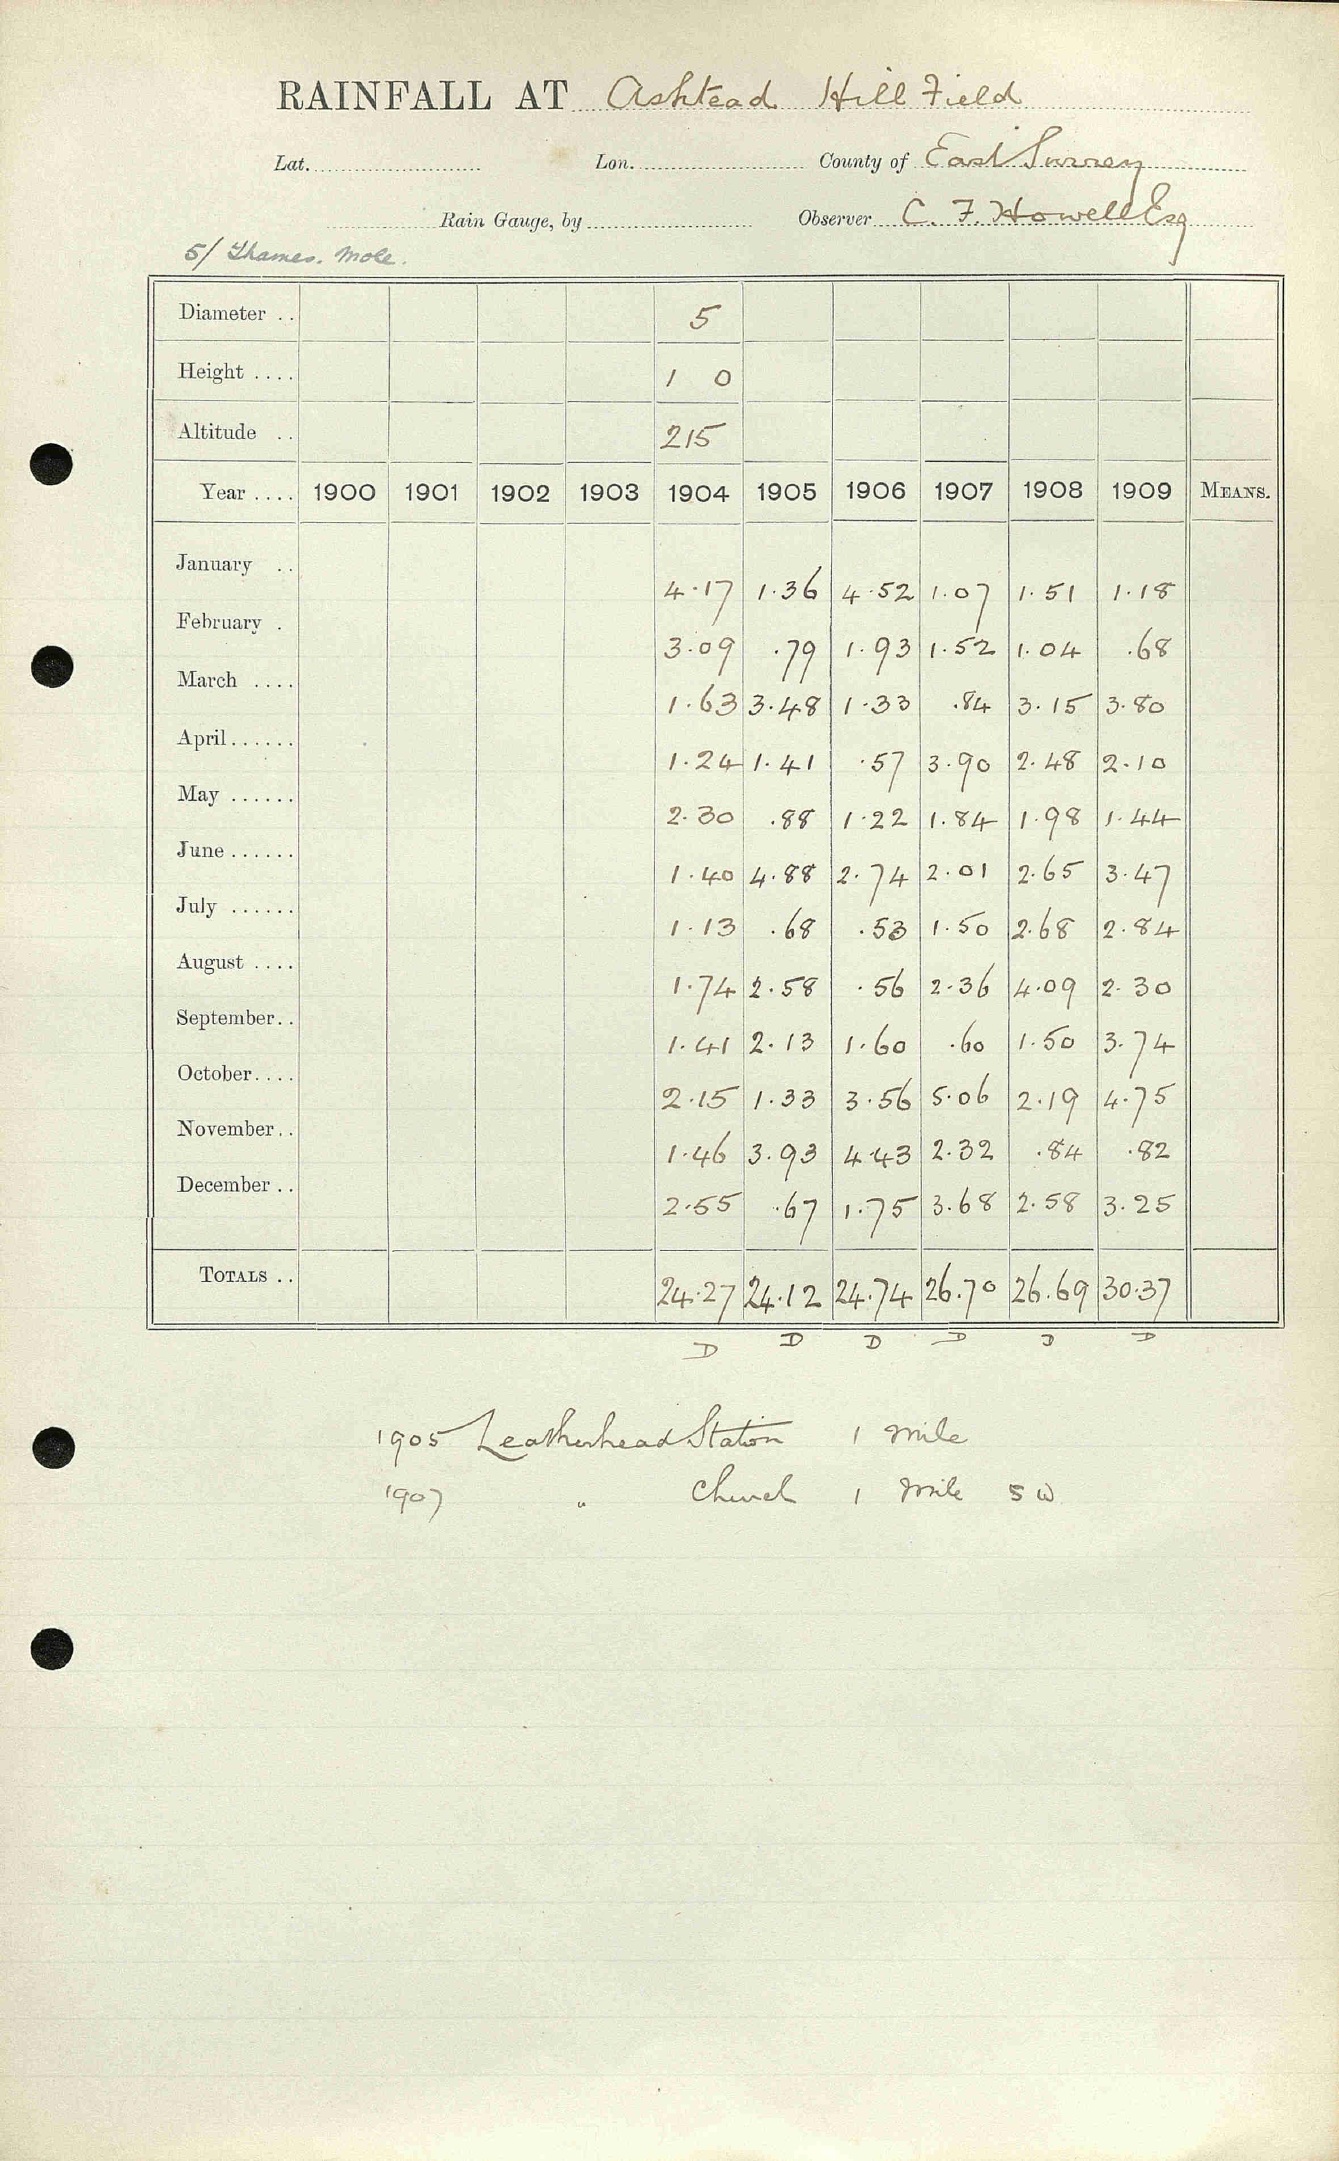 RAINFALL AT Ashtead Hill Field
Lat. Lon. County of East Surrey
Rain Gauge, by Observer C. F. Howell Esq
5/ Thames. Mole.
Diameter .. 5
Height .... 1 0
Altitude .. 215
Year .... 1900 1901 1902 1903 1904 1905 1906 1907 1908 1909 MEANS.
January .. 4.17 1.36 4.52 1.07 1.51 1.18
February . 3.09 .79 1.93 1.52 1.04 .68
March .... 1.63 3.48 1.33 .84 3.15 3.80
April...... 1.24 1.41 .57 3.90 2.48 2.10
May ...... 2.30 .88 1.22 1.84 1.98 1.44
June...... 1.40 4.88 2.74 2.01 2.65 3.47
July ...... 1.13 .68 .53 1.50 2.68 2.84
August .... 1.74 2.58 .56 2.36 4.09 2.30
September.. 1.41 2.13 1.60 .60 1.50 3.74
October.... 2.15 1.33 3.56 5.06 2.19 4.75
November.. 1.46 3.93 4.43 2.32 .84 .82
December .. 2.55 .67 1.75 3.68 2.58 3.25
TOTALS .. 24.27 24.12 24.74 26.70 26.69 30.37
D D D D D D
1905 Leatherhead Station 1 mile
1907 " Church 1 mile SW